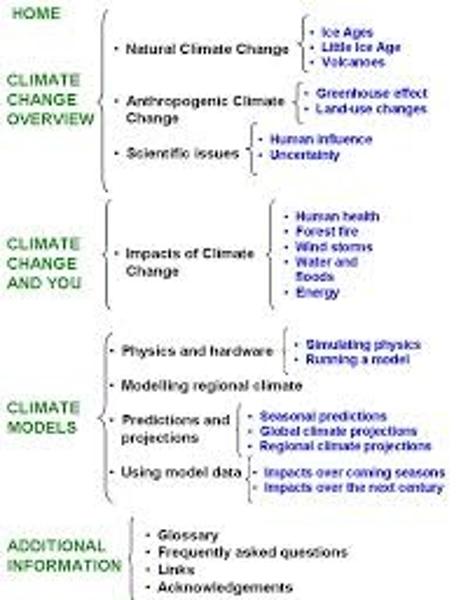 HOME
CLIMATE
CHANGE
OVERVIEW
• Natural Climate Change
• Ice Ages
• Little Ice Age
• Volcanoes
• Anthropogenic Climate
Change
• Greenhouse effect
• Land-use changes
• Scientific issues
• Human influence
• Uncertainty
CLIMATE
CHANGE
AND YOU
• Impacts of Climate
Change
• Human health
• Forest fire
• Wind storms
• Water and
floods
• Energy
CLIMATE
MODELS
• Physics and hardware
• Simulating physics
• Running a model
• Modelling regional climate
• Predictions and
projections
• Seasonal predictions
• Global climate projections
• Regional climate projections
• Using model data
• Impacts over coming seasons
• Impacts over the next century
ADDITIONAL
INFORMATION
• Glossary
• Frequently asked questions
• Links
• Acknowledgements